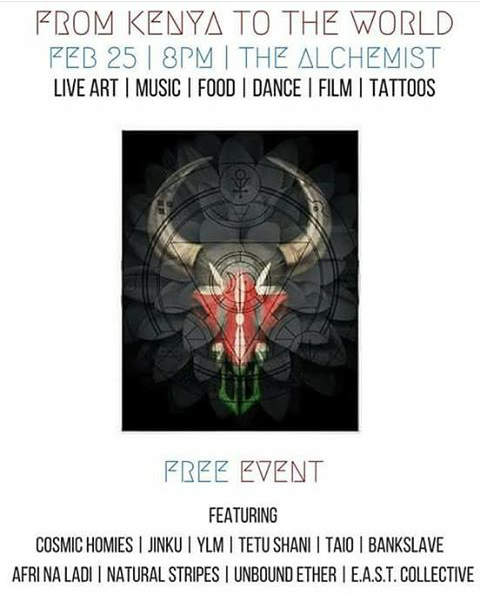 FROM KENYA TO THE WORLD
FEB 25 | 8PM | THE ALCHEMIST
LIVE ART | MUSIC | FOOD | DANCE | FILM | TATTOOS
FREE EVENT
FEATURING
COSMIC HOMIES | JINKU | YLM | TETU SHANI | TAIO | BANKSLAVE
AFRI NA LADI | NATURAL STRIPES | UNBOUND ETHER | E.A.S.T. COLLECTIVE